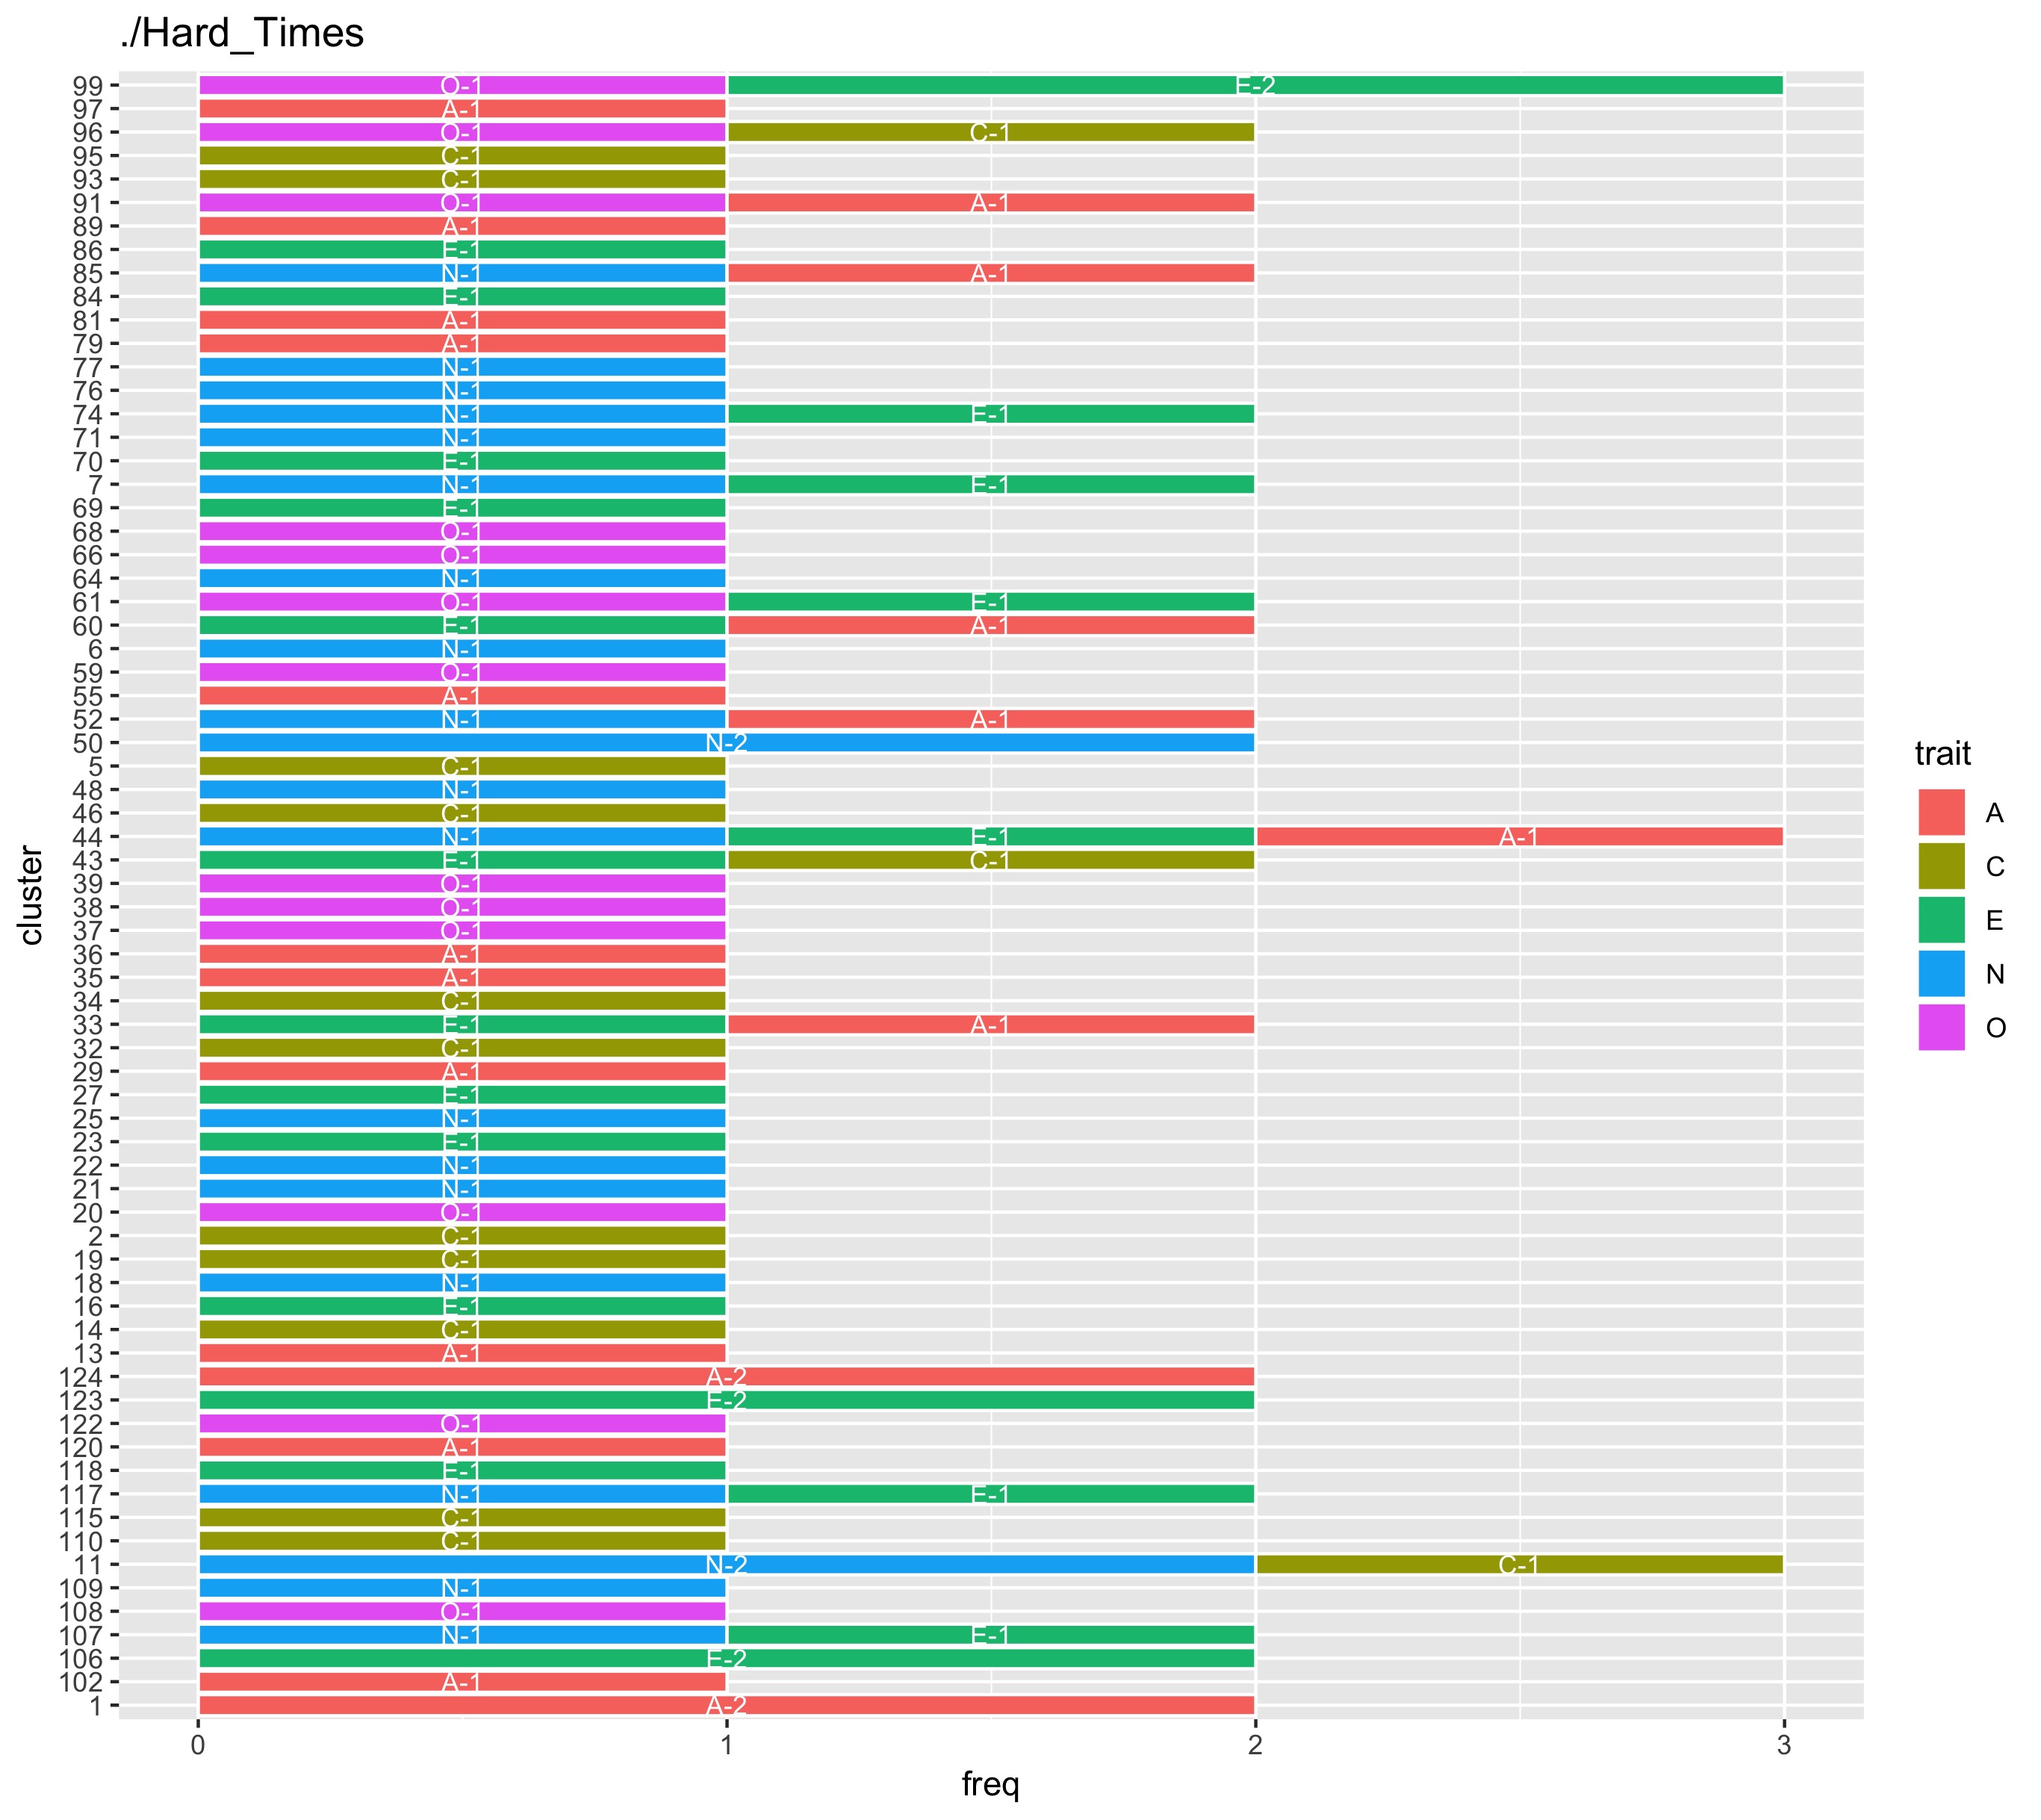 ./Hard_Times
99 O-1 E-2
97 A-1
96 O-1 C-1
95 C-1
93 C-1
91 O-1 A-1
89 A-1
86 E-1
85 N-1 A-1
84 E-1
81 A-1
79 A-1
77 N-1
76 N-1
74 N-1 E-1
71 N-1
70 E-1
7 N-1 E-1
69 E-1
68 O-1
66 O-1
64 N-1
61 O-1 E-1
60 E-1 A-1
6 N-1
59 O-1
55 A-1
52 N-1 A-1
50 N-2
5 C-1
48 N-1
46 C-1
44 N-1 E-1 A-1
43 E-1 C-1
39 O-1
38 O-1
37 O-1
36 A-1
35 A-1
34 C-1
33 E-1 A-1
32 C-1
29 A-1
27 E-1
25 N-1
23 E-1
22 N-1
21 N-1
20 O-1
2 C-1
19 C-1
18 N-1
16 E-1
14 C-1
13 A-1
124 A-2
123 E-2
122 O-1
120 A-1
118 E-1
117 N-1 E-1
115 C-1
110 C-1
11 N-2 C-1
109 N-1
108 O-1
107 N-1 E-1
106 E-2
102 A-1
1 A-2
0 1 2 3
freq
cluster
trait
A
C
E
N
O